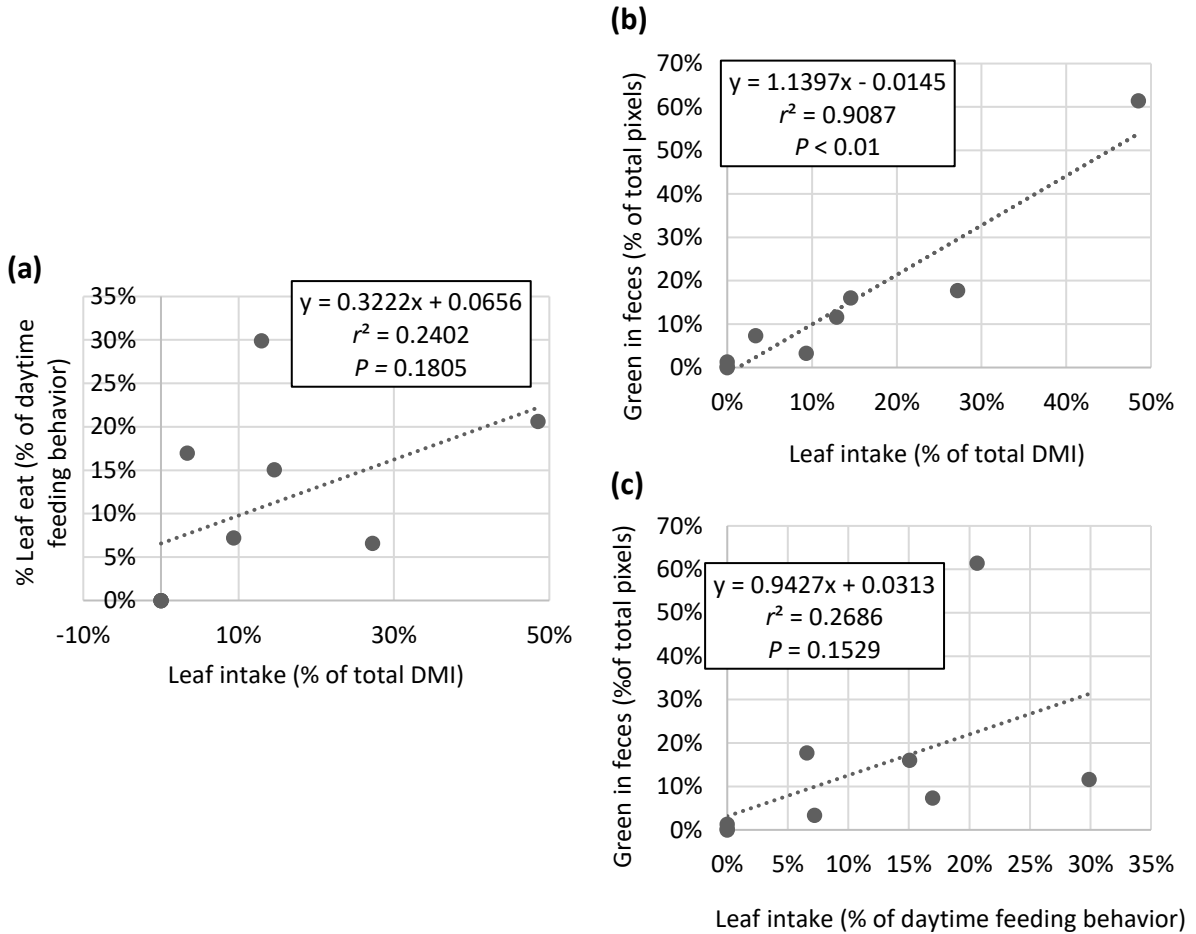 (a)
35%
30%
25%
20%
15%
10%
5%
0%
% Leaf eat (% of daytime
feeding behavior)
y = 0.3222x + 0.0656
r² = 0.2402
P = 0.1805
-10%
10%
30%
50%
Leaf intake (% of total DMI)
(b)
70%
60%
50%
40%
30%
20%
10%
0%
Green in feces (% of total pixels)
y = 1.1397x - 0.0145
r² = 0.9087
P < 0.01
0%
10%
20%
30%
40%
50%
Leaf intake (% of total DMI)
(c)
70%
60%
50%
40%
30%
20%
10%
0%
Green in feces (%of total pixels)
y = 0.9427x + 0.0313
r² = 0.2686
P = 0.1529
0%
5%
10%
15%
20%
25%
30%
35%
Leaf intake (% of daytime feeding behavior)